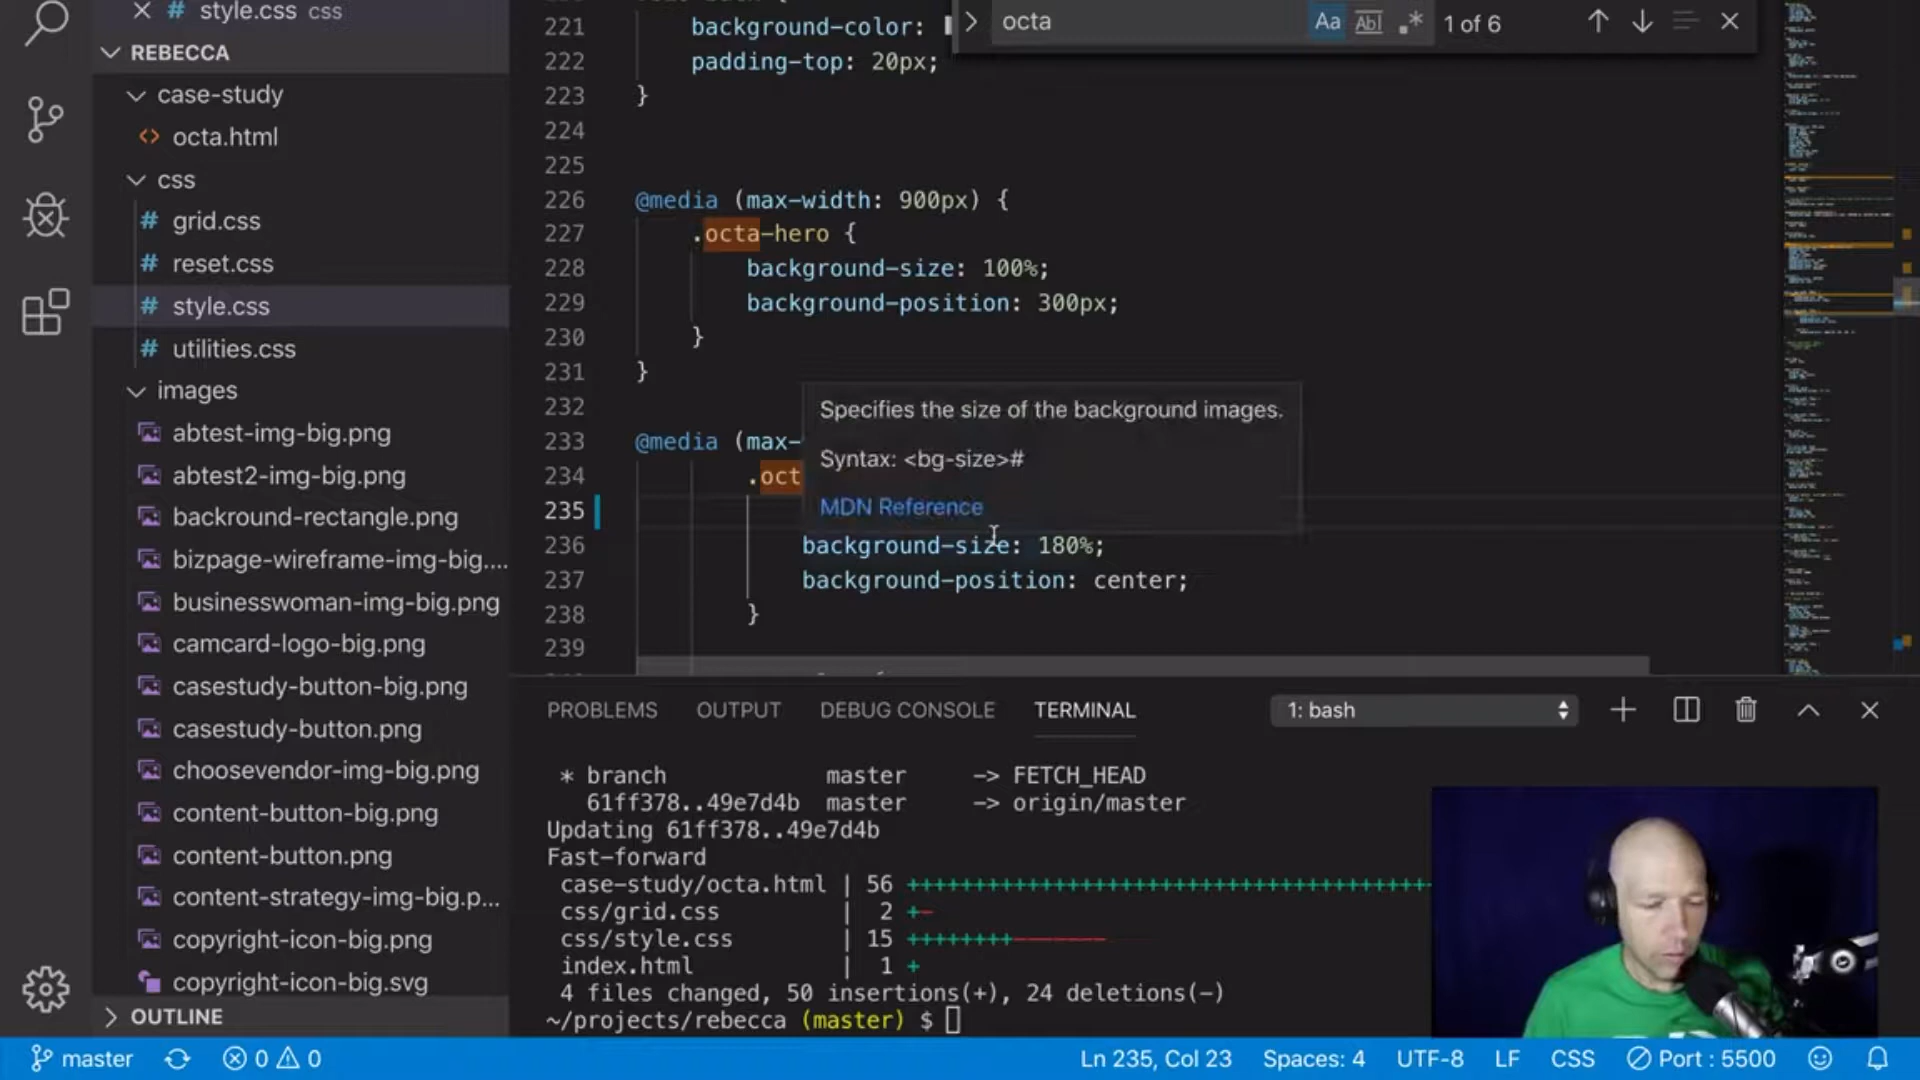 style.css css
REBECCA
case-study
octa.html
css
grid.css
reset.css
style.css
utilities.css
images
abtest-img-big.png
abtest2-img-big.png
backround-rectangle.png
bizpage-wireframe-img-big....
businesswoman-img-big.png
camcard-logo-big.png
casestudy-button-big.png
casestudy-button.png
choosevendor-img-big.png
content-button-big.png
content-button.png
content-strategy-img-big.p...
copyright-icon-big.png
copyright-icon-big.svg
OUTLINE
octa
Aa Abl .* 1 of 6
221 background-color:
222 padding-top: 20px;
223 }
224
225
226 @media (max-width: 900px) {
227 .octa-hero {
228 background-size: 100%;
229 background-position: 300px;
230 }
231 }
232
233 @media (max-
234 .oct
235
236 background-size: 180%;
237 background-position: center;
238 }
239
Specifies the size of the background images.
Syntax: <bg-size>#
MDN Reference
PROBLEMS OUTPUT DEBUG CONSOLE TERMINAL 1: bash
* branch master -> FETCH_HEAD
61ff378..49e7d4b master -> origin/master
Updating 61ff378..49e7d4b
Fast-forward
case-study/octa.html | 56 +++++++++++++++++++++++++++++++++++++++
css/grid.css | 2 +-
css/style.css | 15 ++++++++-------
index.html | 1 +
4 files changed, 50 insertions(+), 24 deletions(-)
~/projects/rebecca (master) $
master 0 0 Ln 235, Col 23 Spaces: 4 UTF-8 LF CSS Port : 5500